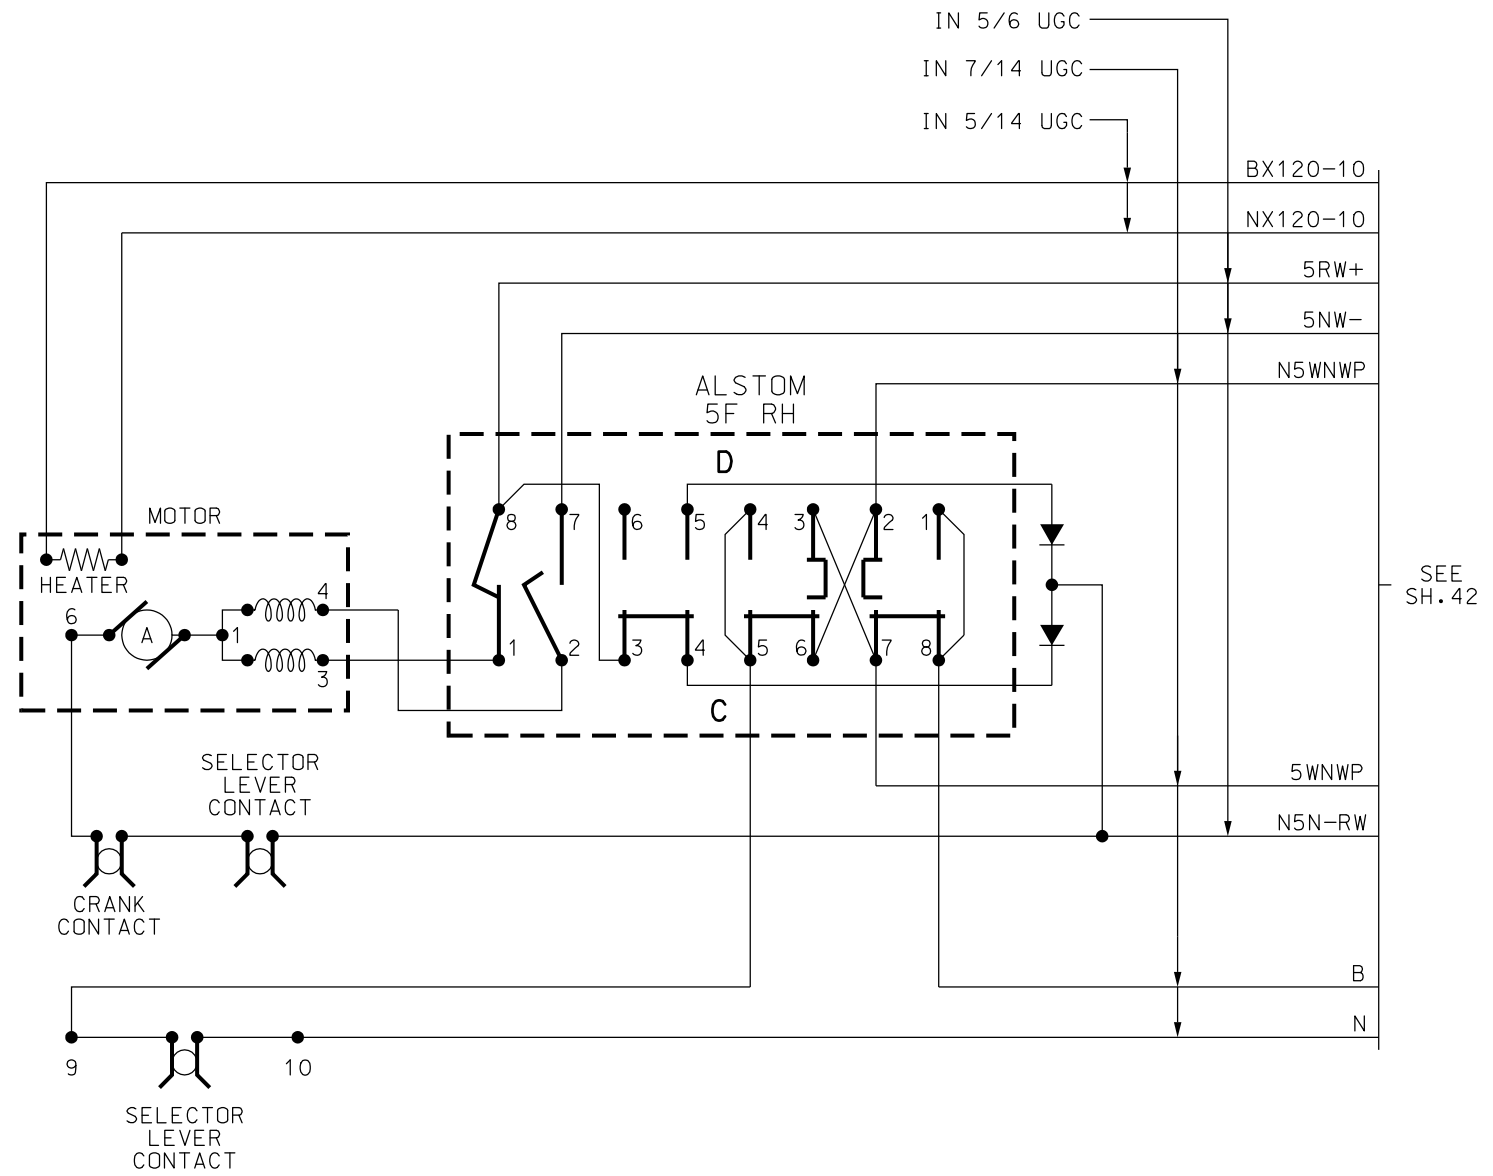 IN 5/6 UGC
IN 7/14 UGC
IN 5/14 UGC
BX120-10
NX120-10
5RW+
5NW-
N5WNWP
ALSTOM
5F RH
D
MOTOR
8 7 6 5 4 3 2 1
HEATER
SEE
SH.42
4
6
A
1
3
1 2 3 4 5 6 7 8
C
SELECTOR
LEVER
CONTACT
5WNWP
N5N-RW
CRANK
CONTACT
B
N
9 10
SELECTOR
LEVER
CONTACT